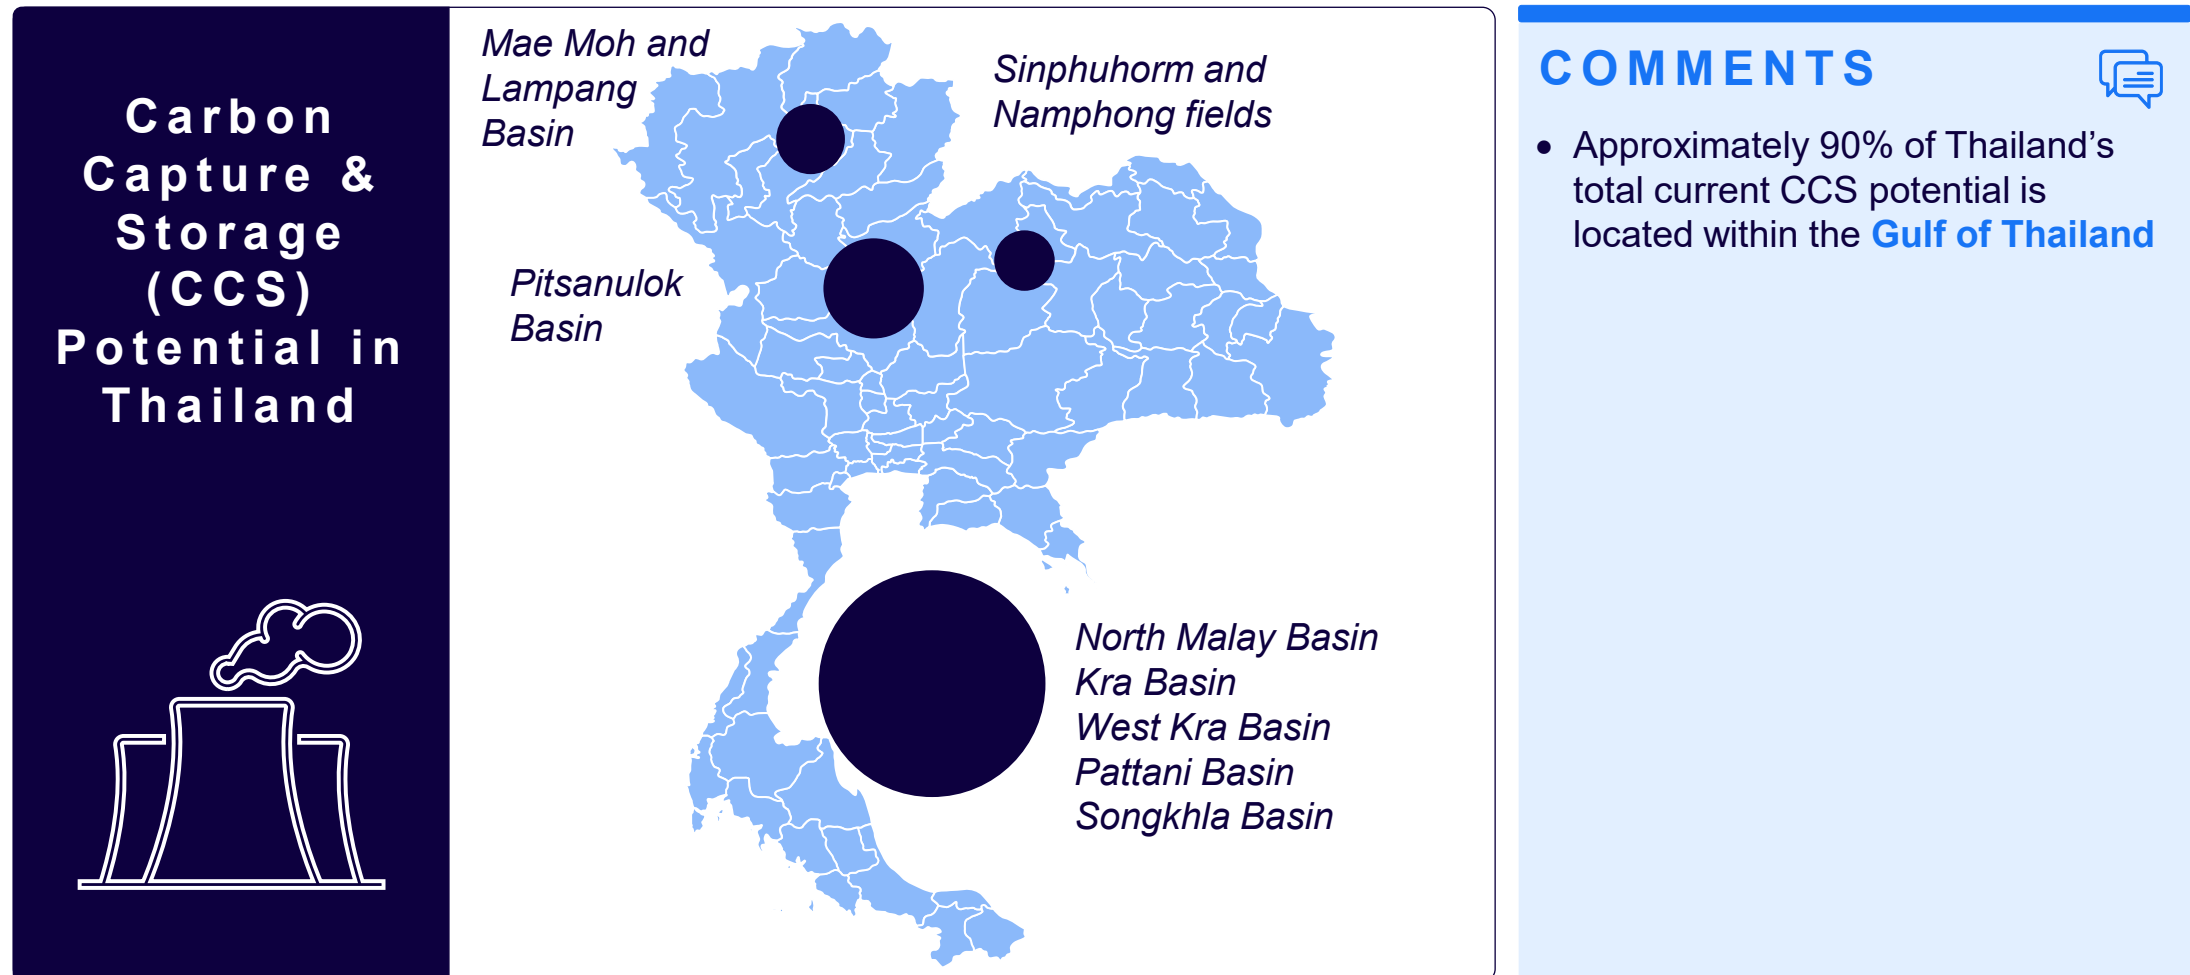 Carbon
Capture &
Storage
(CCS)
Potential in
Thailand
Mae Moh and
Lampang
Basin
Sinphuhorm and
Namphong fields
Pitsanulok
Basin
North Malay Basin
Kra Basin
West Kra Basin
Pattani Basin
Songkhla Basin
COMMENTS
• Approximately 90% of Thailand’s
total current CCS potential is
located within the Gulf of Thailand